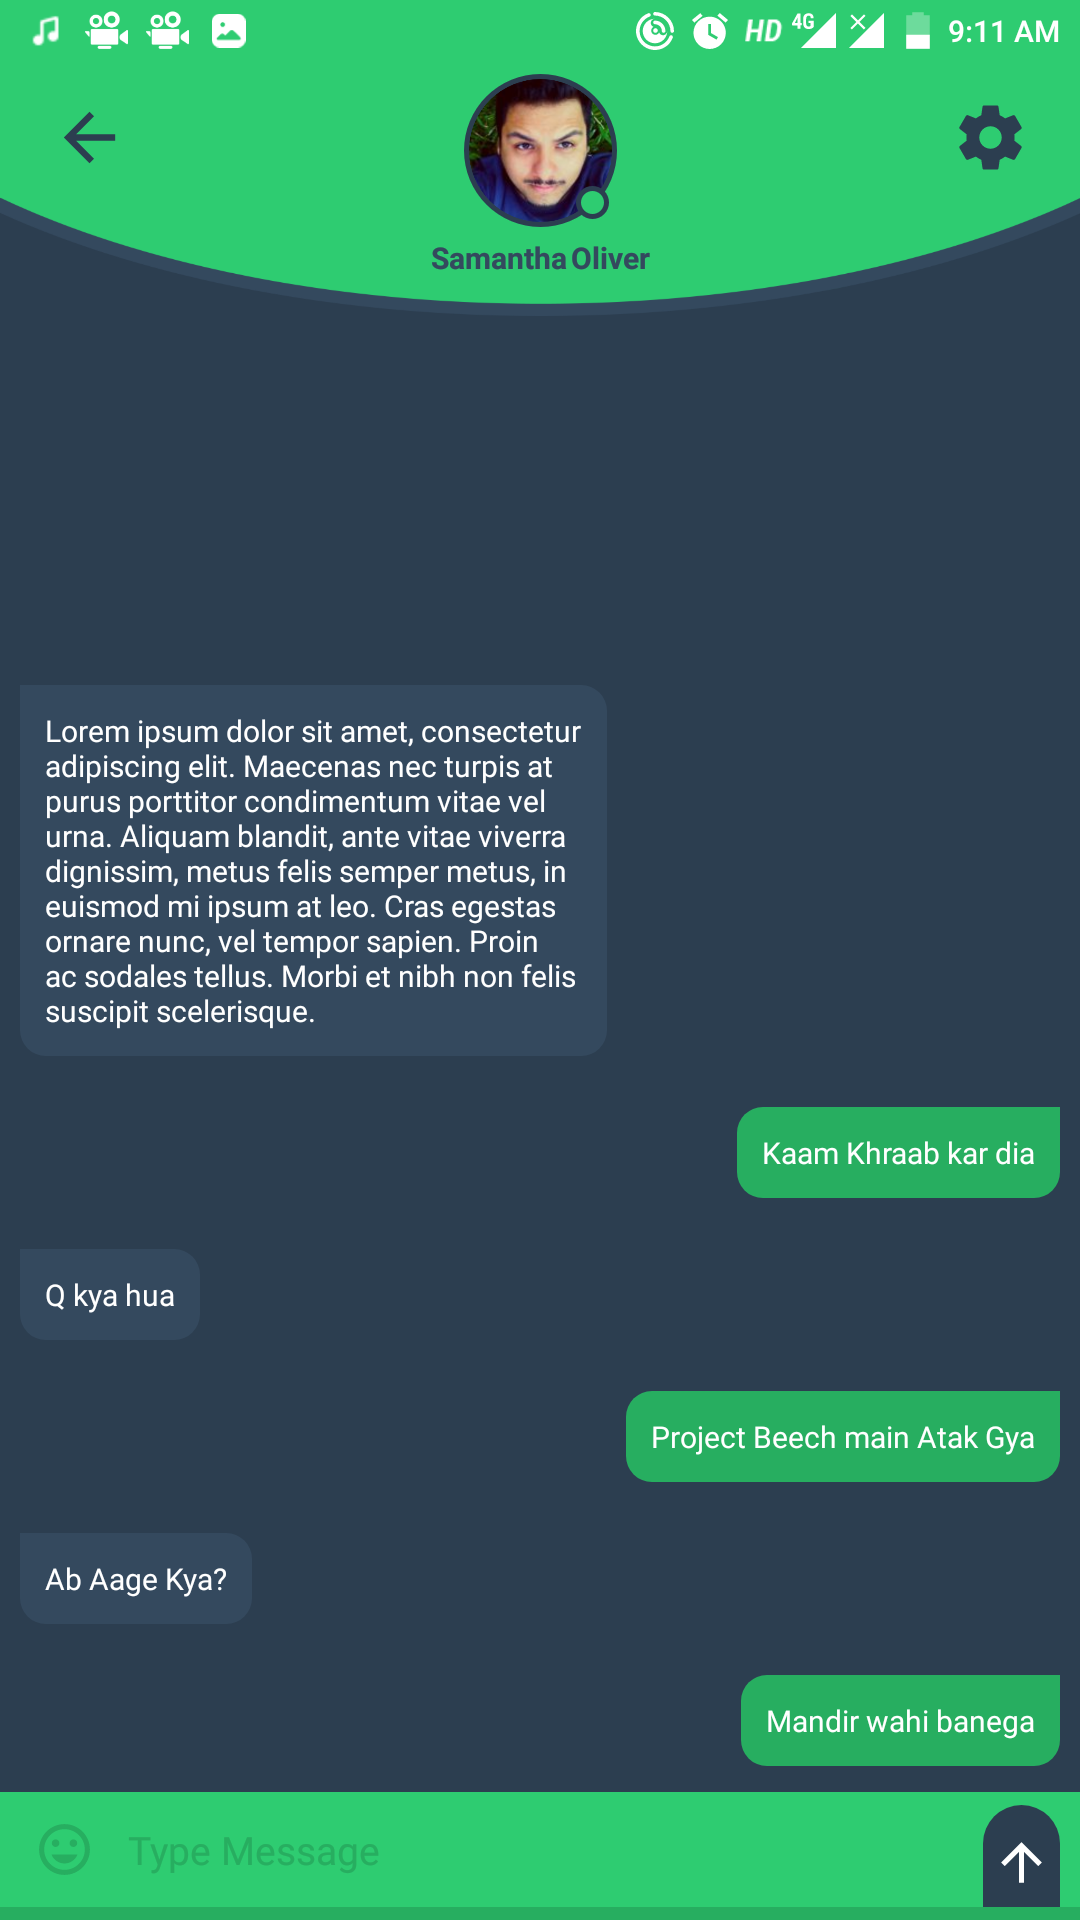 HD 4G 9:11 AM
Samantha Oliver
Lorem ipsum dolor sit amet, consectetur
adipiscing elit. Maecenas nec turpis at
purus porttitor condimentum vitae vel
urna. Aliquam blandit, ante vitae viverra
dignissim, metus felis semper metus, in
euismod mi ipsum at leo. Cras egestas
ornare nunc, vel tempor sapien. Proin
ac sodales tellus. Morbi et nibh non felis
suscipit scelerisque.
Kaam Khraab kar dia
Q kya hua
Project Beech main Atak Gya
Ab Aage Kya?
Mandir wahi banega
Type Message